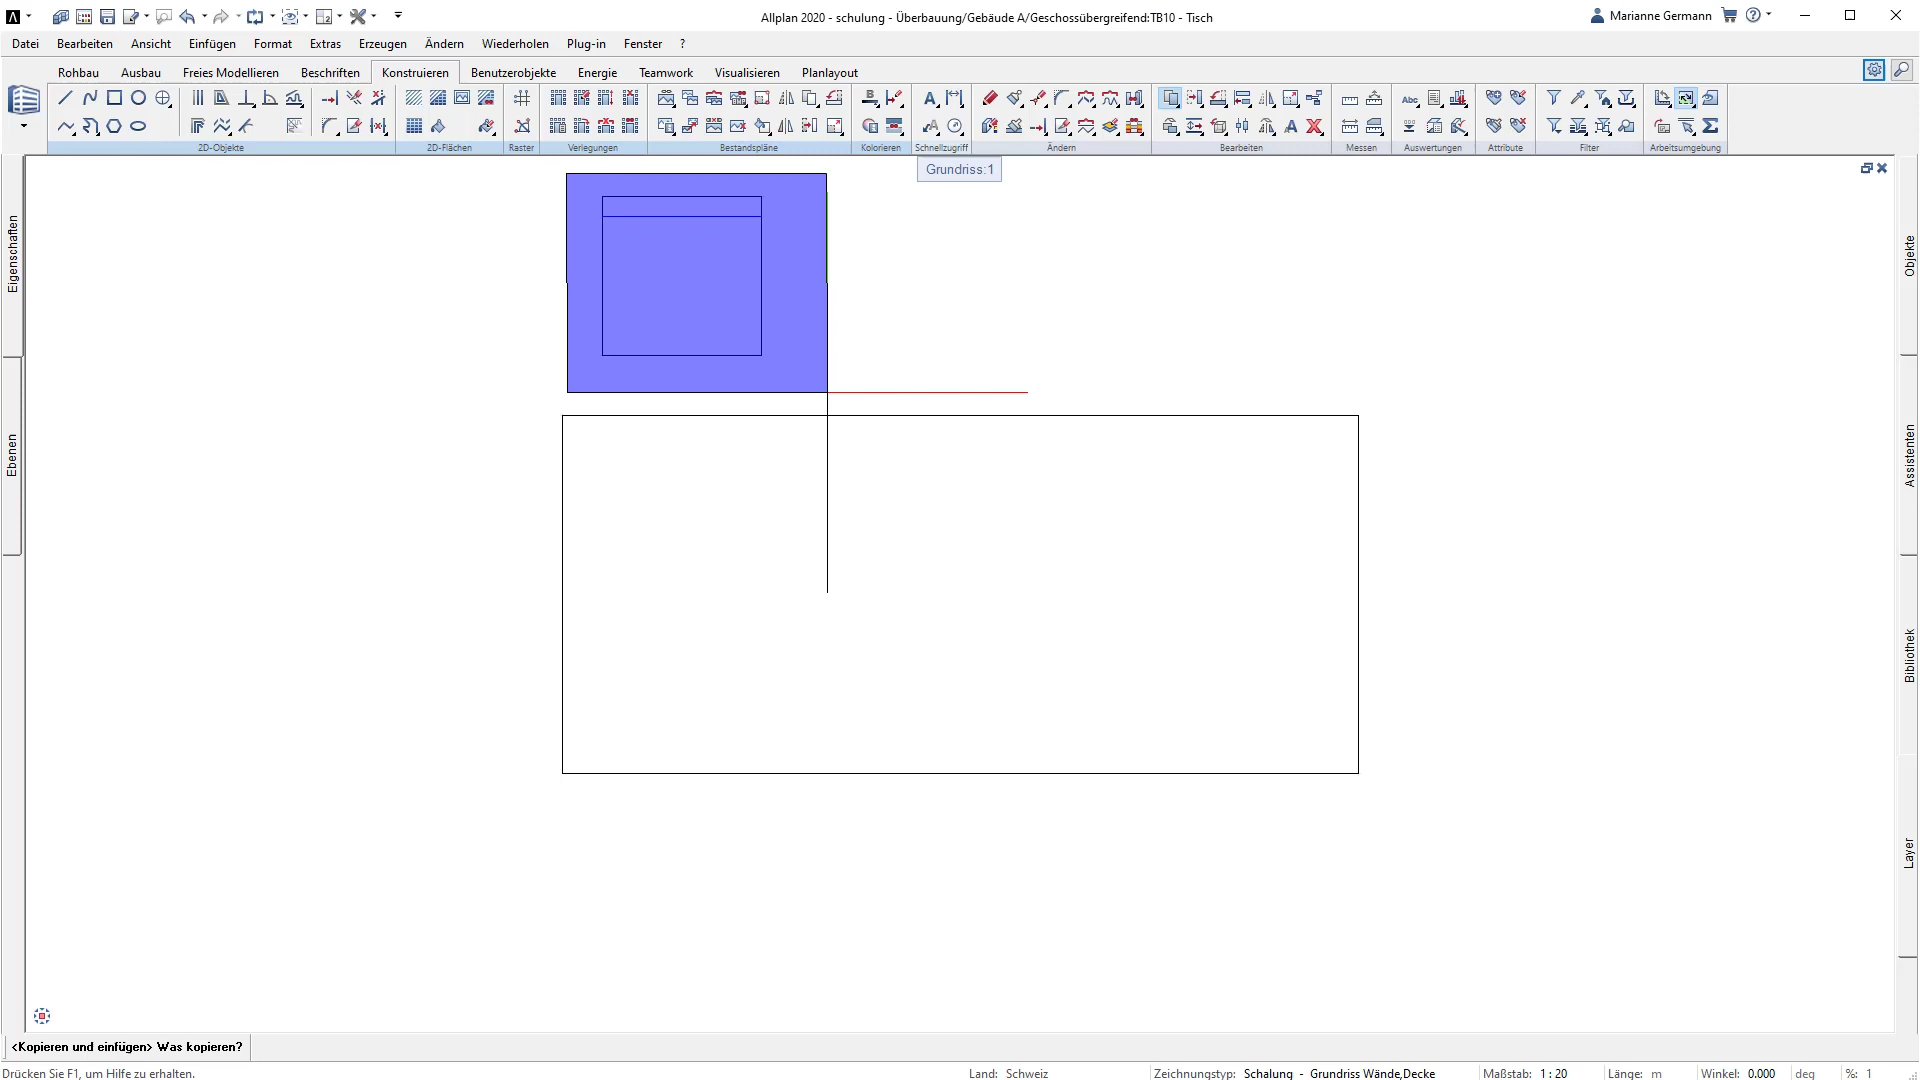 Allplan 2020 - schulung - Überbauung/Gebäude A/Geschossübergreifend:TB10 - Tisch
Marianne Germann
Datei Bearbeiten Ansicht Einfügen Format Extras Erzeugen Ändern Wiederholen Plug-in Fenster ?
Rohbau Ausbau Freies Modellieren Beschriften Konstruieren Benutzerobjekte Energie Teamwork Visualisieren Planlayout
2D-Objekte 2D-Flächen Raster Verlegungen Bestandspläne Kolorieren Schnellzugriff Ändern Bearbeiten Messen Auswertungen Attribute Filter Arbeitsumgebung
Grundriss:1
Eigenschaften
Ebenen
Objekte
Assistenten
Bibliothek
Layer
<Kopieren und einfügen> Was kopieren?
Drücken Sie F1, um Hilfe zu erhalten.
Land: Schweiz
Zeichnungstyp: Schalung - Grundriss Wände,Decke
Maßstab: 1 : 20
Länge: m
Winkel: 0.000 deg
%: 1